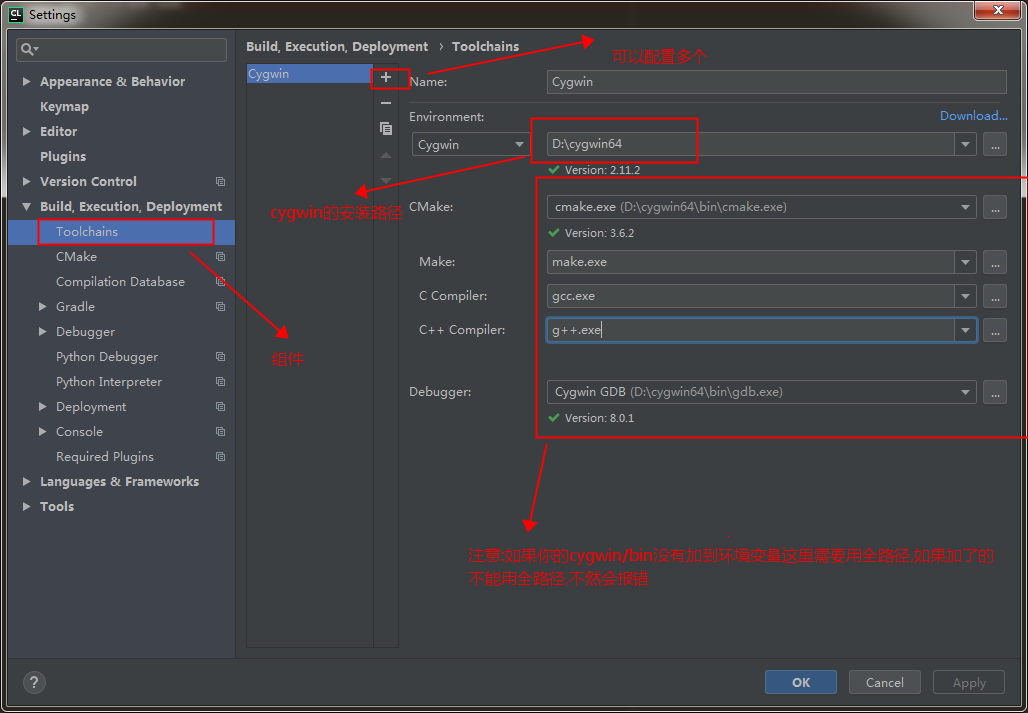 CL Settings
Build, Execution, Deployment › Toolchains
可以配置多个
Appearance & Behavior
Keymap
Editor
Plugins
Version Control
Build, Execution, Deployment
Toolchains
CMake
Compilation Database
Gradle
Debugger
Python Debugger
Python Interpreter
Deployment
Console
Required Plugins
Languages & Frameworks
Tools
组件
Cygwin
Name: Cygwin
Environment: Download...
Cygwin D:\cygwin64 ...
Version: 2.11.2
cygwin的安装路径
CMake: cmake.exe (D:\cygwin64\bin\cmake.exe) ...
Version: 3.6.2
Make: make.exe ...
C Compiler: gcc.exe ...
C++ Compiler: g++.exe ...
Debugger: Cygwin GDB (D:\cygwin64\bin\gdb.exe) ...
Version: 8.0.1
注意:如果你的cygwin/bin没有加到环境变量这里需要用全路径,如果加了的
不能用全路径,不然会报错
? OK Cancel Apply